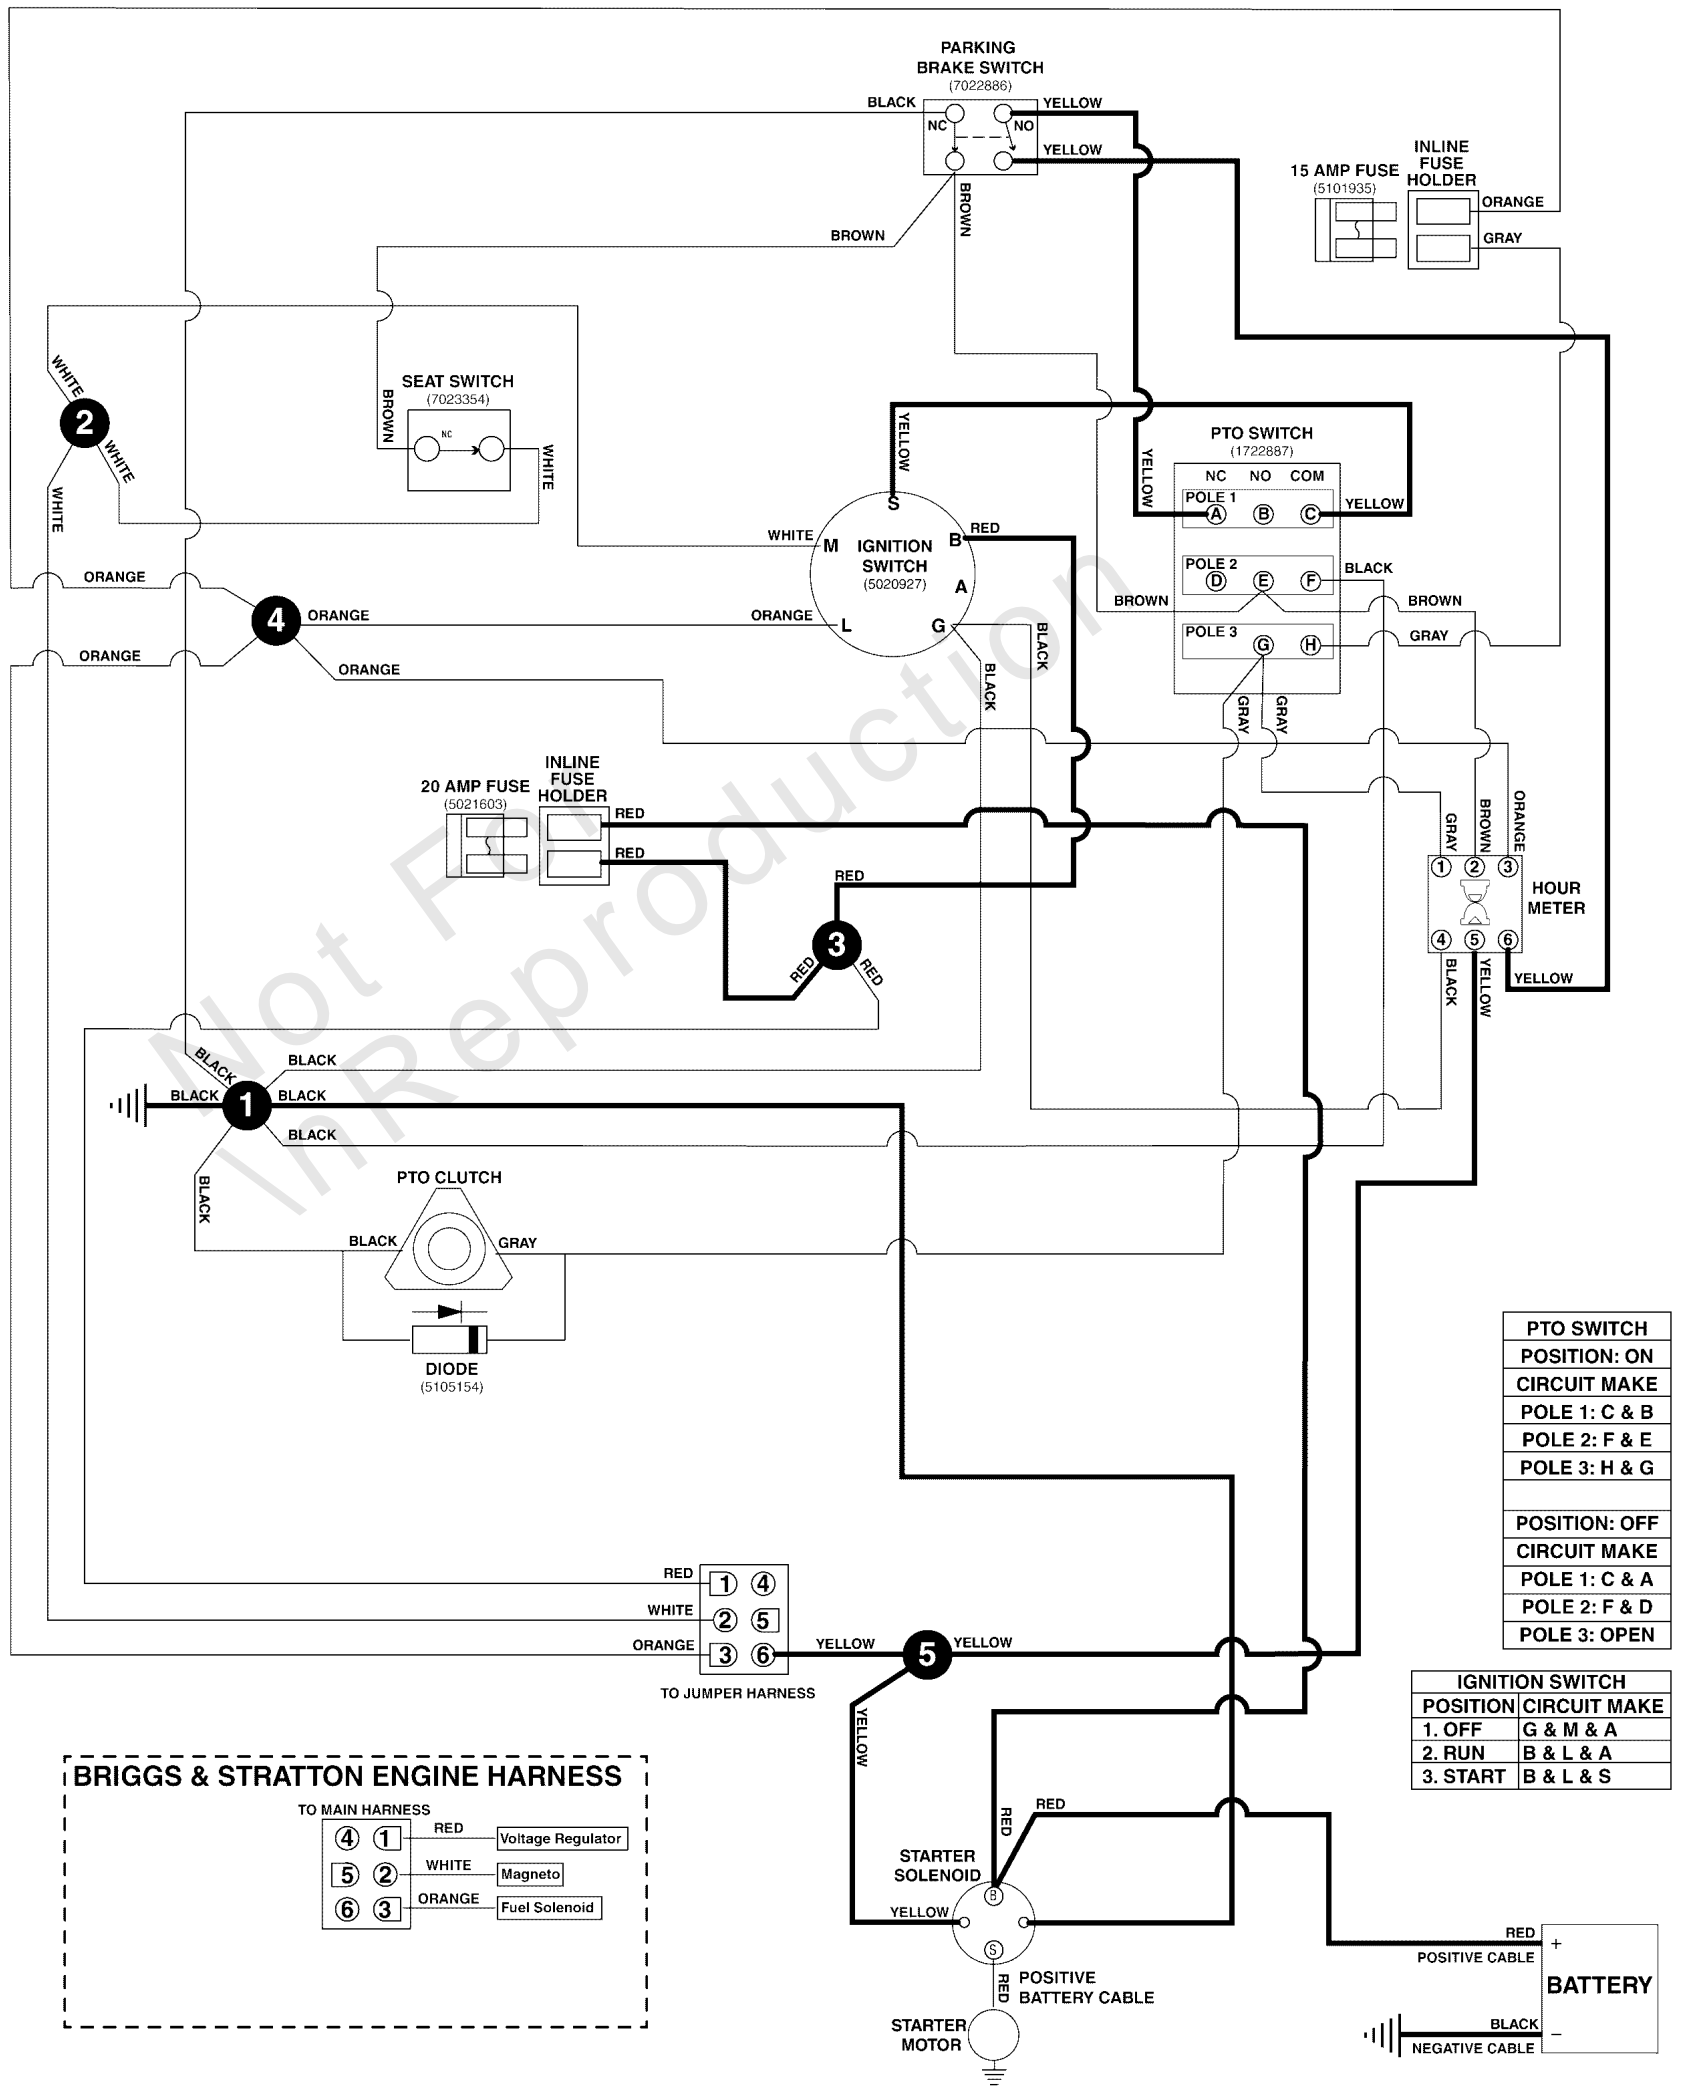 PARKING
BRAKE SWITCH
(7022886)
BLACK
YELLOW
NC
NO
YELLOW
BROWN
BROWN
INLINE
FUSE
HOLDER
15 AMP FUSE
(5101935)
ORANGE
GRAY
WHITE
2
WHITE
WHITE
SEAT SWITCH
(7023354)
BROWN
NC
WHITE
YELLOW
YELLOW
PTO SWITCH
(1722887)
NC NO COM
POLE 1
A B C
YELLOW
POLE 2
D E F
BLACK
BROWN
BROWN
POLE 3
G H
GRAY
GRAY
GRAY
S
WHITE
M
IGNITION
SWITCH
(5020927)
B
RED
A
ORANGE
L
G
BLACK
BLACK
ORANGE
4
ORANGE
ORANGE
ORANGE
20 AMP FUSE
(5021603)
INLINE
FUSE
HOLDER
RED
RED
RED
3
RED
RED
GRAY
BROWN
ORANGE
1 2 3
HOUR
METER
4 5 6
BLACK
YELLOW
YELLOW
BLACK
BLACK
BLACK
1
BLACK
BLACK
BLACK
PTO CLUTCH
BLACK
GRAY
DIODE
(5105154)
Not For
\nReproduction
PTO SWITCH
POSITION: ON
CIRCUIT MAKE
POLE 1: C & B
POLE 2: F & E
POLE 3: H & G
POSITION: OFF
CIRCUIT MAKE
POLE 1: C & A
POLE 2: F & D
POLE 3: OPEN
IGNITION SWITCH
POSITION CIRCUIT MAKE
1. OFF G & M & A
2. RUN B & L & A
3. START B & L & S
RED
1 4
WHITE
2 5
ORANGE
3 6
YELLOW
5
YELLOW
TO JUMPER HARNESS
YELLOW
BRIGGS & STRATTON ENGINE HARNESS
TO MAIN HARNESS
4 1
RED
Voltage Regulator
5 2
WHITE
Magneto
6 3
ORANGE
Fuel Solenoid
RED
RED
STARTER
SOLENOID
B
YELLOW
S
RED
POSITIVE
BATTERY CABLE
STARTER
MOTOR
RED
POSITIVE CABLE
+
BATTERY
BLACK
NEGATIVE CABLE
−